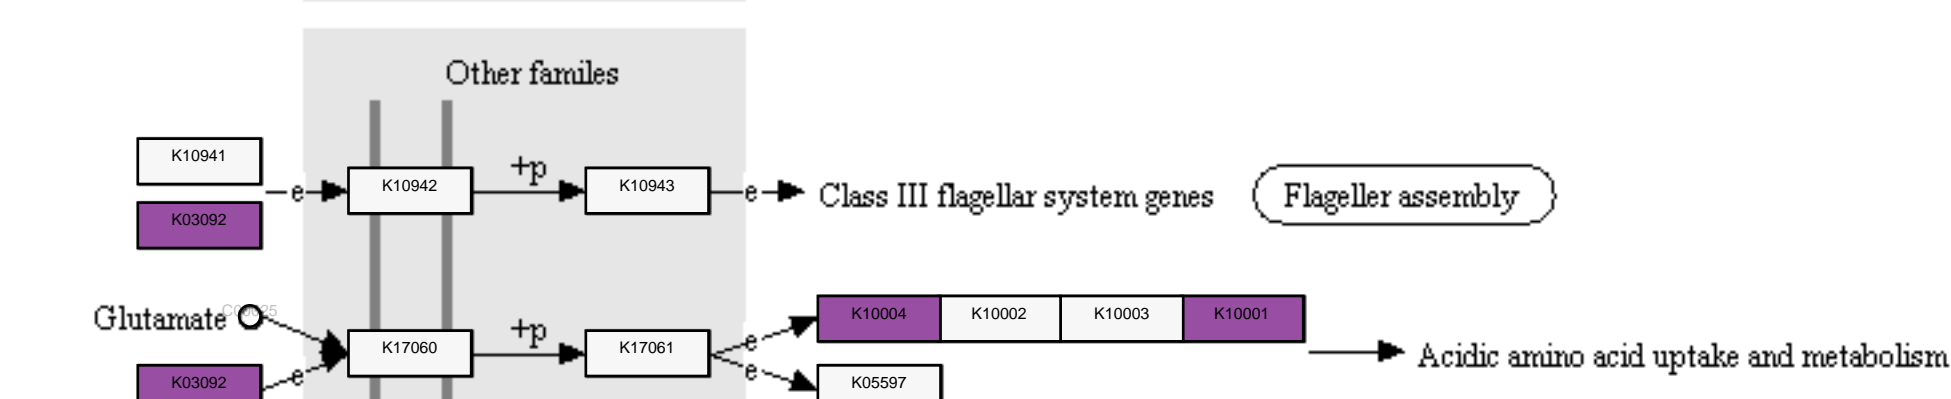 Other familes
K10941
K03092
e
K10942
+p
K10943
e
Class III flagellar system genes
Flageller assembly
Glutamate
K03092
e
K17060
+p
K17061
e
e
K10004 K10002 K10003 K10001
K05597
Acidic amino acid uptake and metabolism